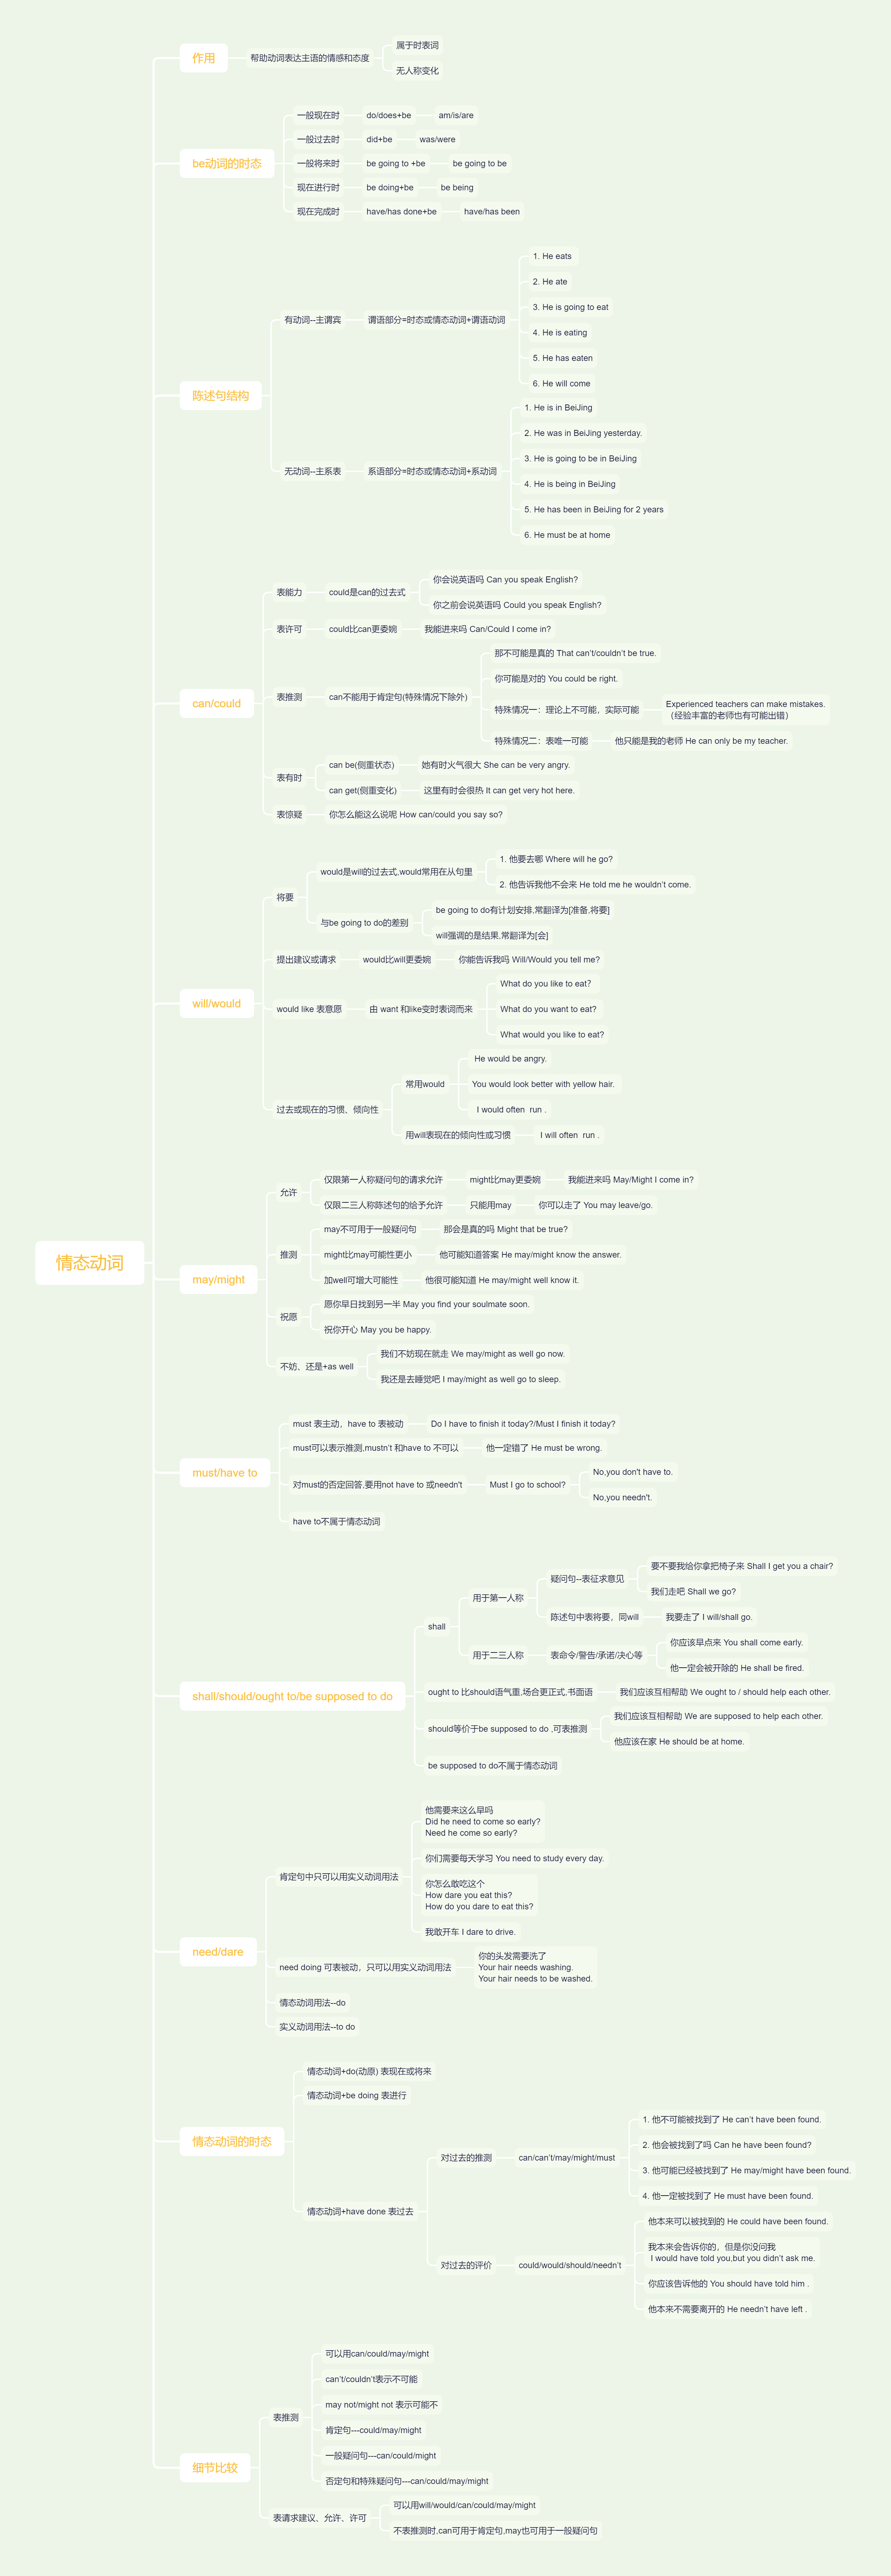 情态动词
作用
帮助动词表达主语的情感和态度
属于时表词
无人称变化
be动词的时态
一般现在时
do/does+be
am/is/are
一般过去时
did+be
was/were
一般将来时
be going to +be
be going to be
现在进行时
be doing+be
be being
现在完成时
have/has done+be
have/has been
陈述句结构
有动词--主谓宾
谓语部分=时态或情态动词+谓语动词
1. He eats
2. He ate
3. He is going to eat
4. He is eating
5. He has eaten
6. He will come
无动词--主系表
系语部分=时态或情态动词+系动词
1. He is in BeiJing
2. He was in BeiJing yesterday.
3. He is going to be in BeiJing
4. He is being in BeiJing
5. He has been in BeiJing for 2 years
6. He must be at home
can/could
表能力
could是can的过去式
你会说英语吗 Can you speak English?
你之前会说英语吗 Could you speak English?
表许可
could比can更委婉
我能进来吗 Can/Could I come in?
表推测
can不能用于肯定句(特殊情况下除外)
那不可能是真的 That can’t/couldn’t be true.
你可能是对的 You could be right.
特殊情况一：理论上不可能，实际可能
Experienced teachers can make mistakes.
（经验丰富的老师也有可能出错）
特殊情况二：表唯一可能
他只能是我的老师 He can only be my teacher.
表有时
can be(侧重状态)
她有时火气很大 She can be very angry.
can get(侧重变化)
这里有时会很热 It can get very hot here.
表惊疑
你怎么能这么说呢 How can/could you say so?
will/would
将要
would是will的过去式,would常用在从句里
1. 他要去哪 Where will he go?
2. 他告诉我他不会来 He told me he wouldn’t come.
与be going to do的差别
be going to do有计划安排,常翻译为[准备,将要]
will强调的是结果,常翻译为[会]
提出建议或请求
would比will更委婉
你能告诉我吗 Will/Would you tell me?
would like 表意愿
由 want 和like变时表词而来
What do you like to eat？
What do you want to eat?
What would you like to eat?
过去或现在的习惯、倾向性
常用would
He would be angry.
You would look better with yellow hair.
I would often  run .
用will表现在的倾向性或习惯
I will often  run .
may/might
允许
仅限第一人称疑问句的请求允许
might比may更委婉
我能进来吗 May/Might I come in?
仅限二三人称陈述句的给予允许
只能用may
你可以走了 You may leave/go.
推测
may不可用于一般疑问句
那会是真的吗 Might that be true?
might比may可能性更小
他可能知道答案 He may/might know the answer.
加well可增大可能性
他很可能知道 He may/might well know it.
祝愿
愿你早日找到另一半 May you find your soulmate soon.
祝你开心 May you be happy.
不妨、还是+as well
我们不妨现在就走 We may/might as well go now.
我还是去睡觉吧 I may/might as well go to sleep.
must/have to
must 表主动，have to 表被动
Do I have to finish it today?/Must I finish it today?
must可以表示推测,mustn’t 和have to 不可以
他一定错了 He must be wrong.
对must的否定回答,要用not have to 或needn't
Must I go to school?
No,you don't have to.
No,you needn't.
have to不属于情态动词
shall/should/ought to/be supposed to do
shall
用于第一人称
疑问句--表征求意见
要不要我给你拿把椅子来 Shall I get you a chair?
我们走吧 Shall we go?
陈述句中表将要，同will
我要走了 I will/shall go.
用于二三人称
表命令/警告/承诺/决心等
你应该早点来 You shall come early.
他一定会被开除的 He shall be fired.
ought to 比should语气重,场合更正式,书面语
我们应该互相帮助 We ought to / should help each other.
should等价于be supposed to do ,可表推测
我们应该互相帮助 We are supposed to help each other.
他应该在家 He should be at home.
be supposed to do不属于情态动词
need/dare
肯定句中只可以用实义动词用法
他需要来这么早吗
Did he need to come so early?
Need he come so early?
你们需要每天学习 You need to study every day.
你怎么敢吃这个
How dare you eat this?
How do you dare to eat this?
我敢开车 I dare to drive.
need doing 可表被动，只可以用实义动词用法
你的头发需要洗了
Your hair needs washing.
Your hair needs to be washed.
情态动词用法--do
实义动词用法--to do
情态动词的时态
情态动词+do(动原) 表现在或将来
情态动词+be doing 表进行
情态动词+have done 表过去
对过去的推测
can/can’t/may/might/must
1. 他不可能被找到了 He can’t have been found.
2. 他会被找到了吗 Can he have been found?
3. 他可能已经被找到了 He may/might have been found.
4. 他一定被找到了 He must have been found.
对过去的评价
could/would/should/needn’t
他本来可以被找到的 He could have been found.
我本来会告诉你的，但是你没问我
I would have told you,but you didn’t ask me.
你应该告诉他的 You should have told him .
他本来不需要离开的 He needn’t have left .
细节比较
表推测
可以用can/could/may/might
can’t/couldn’t表示不可能
may not/might not 表示可能不
肯定句---could/may/might
一般疑问句---can/could/might
否定句和特殊疑问句---can/could/may/might
表请求建议、允许、许可
可以用will/would/can/could/may/might
不表推测时,can可用于肯定句,may也可用于一般疑问句